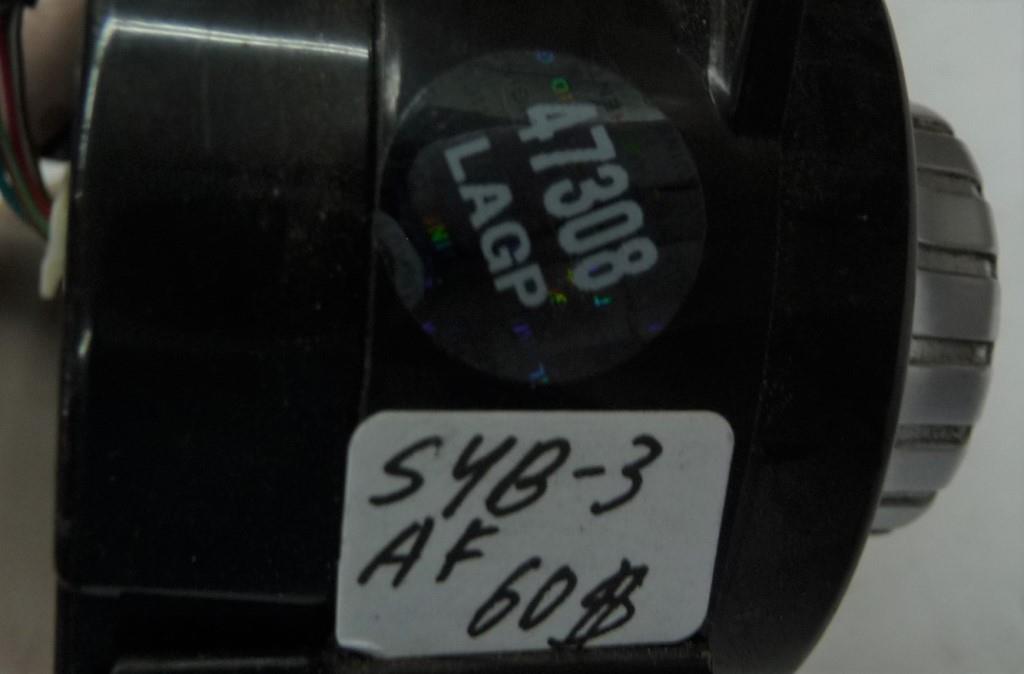 47308
LAGP
SYB-3
AF
60$